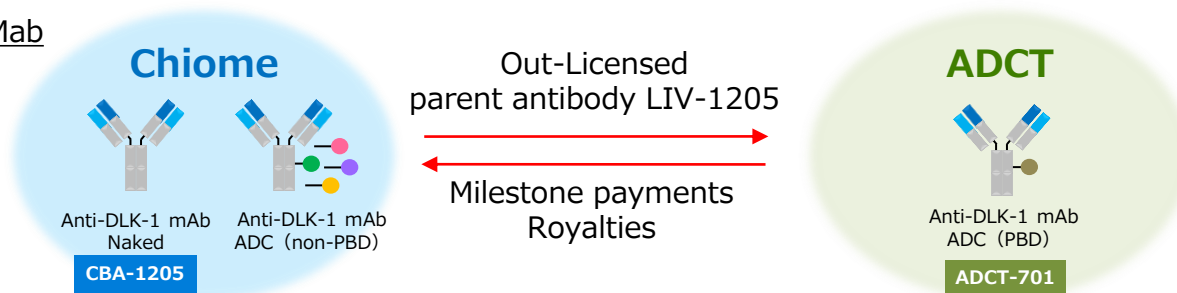 Mab
Chiome
Out-Licensed
parent antibody LIV-1205
Milestone payments
Royalties
ADCT
Anti-DLK-1 mAb
Naked
CBA-1205
Anti-DLK-1 mAb
ADC（non-PBD）
Anti-DLK-1 mAb
ADC（PBD）
ADCT-701